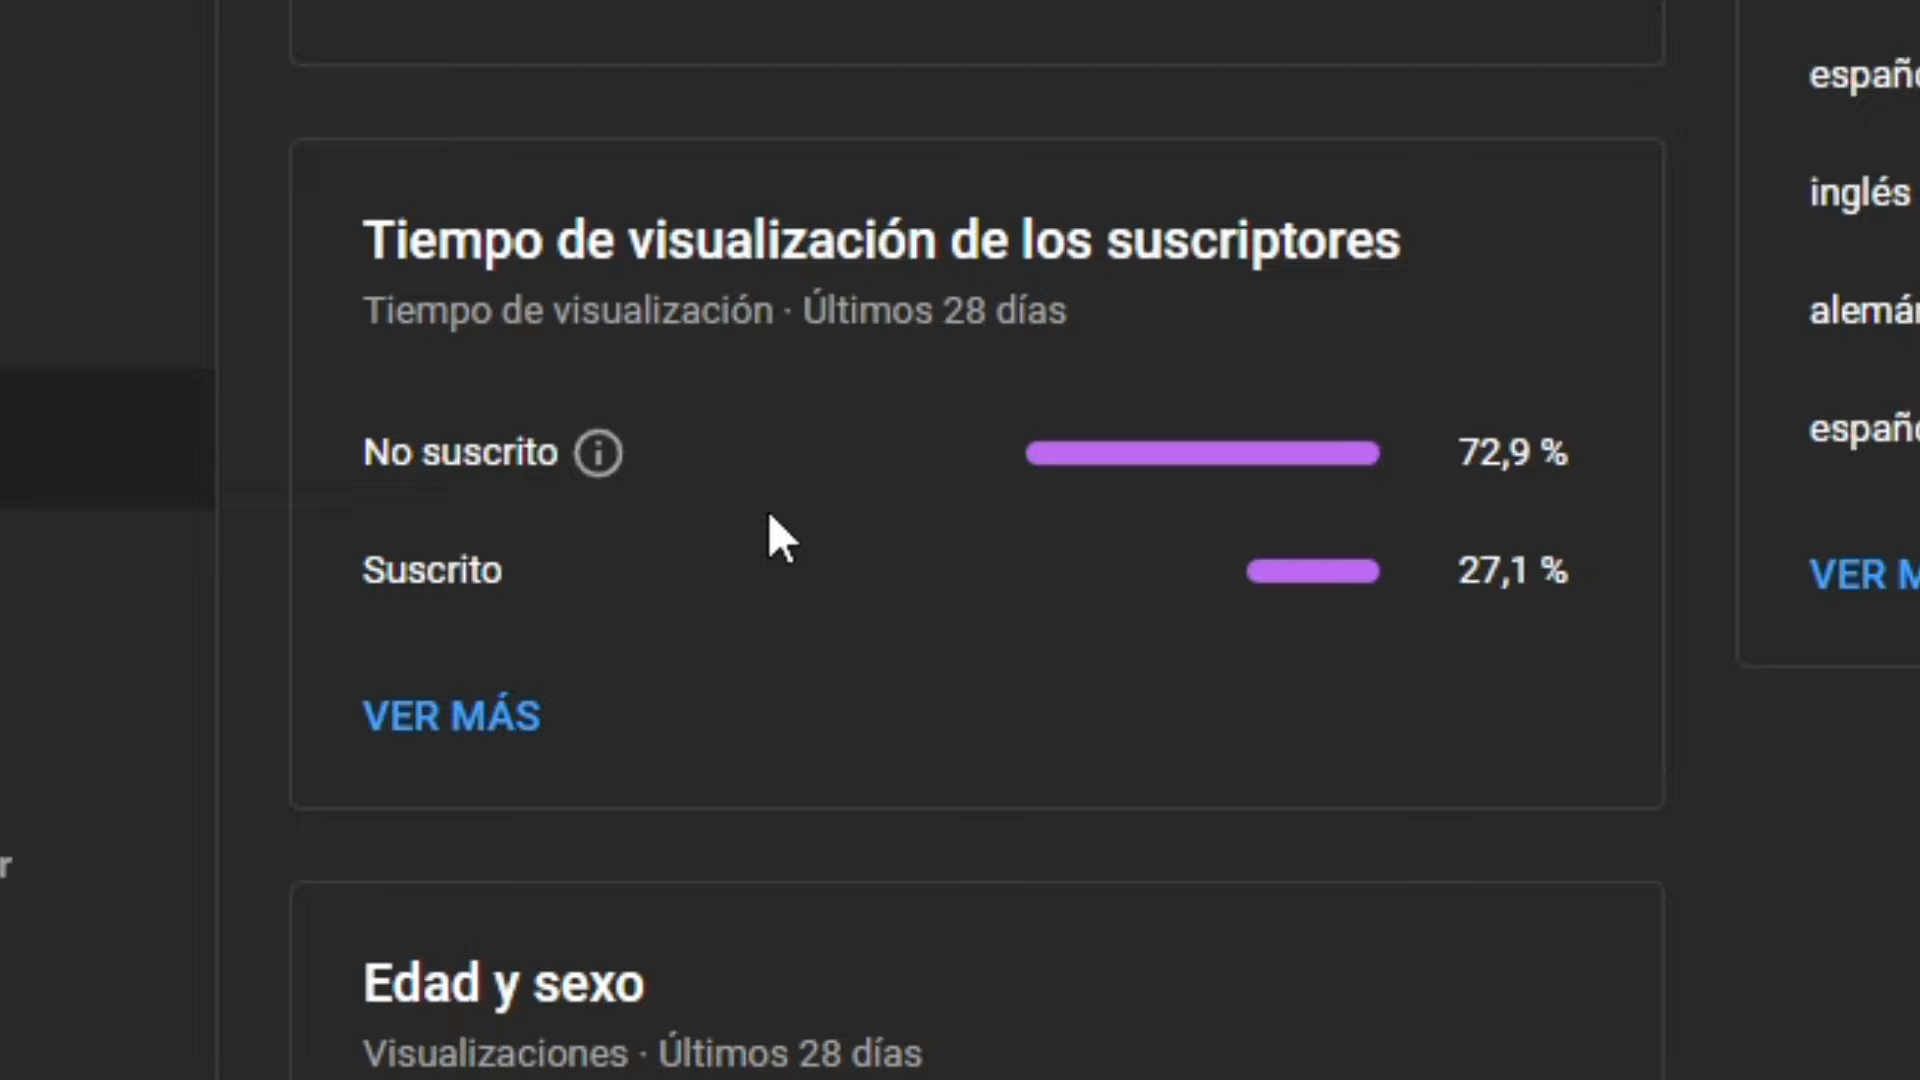 Tiempo de visualización de los suscriptores
Tiempo de visualización · Últimos 28 días
No suscrito
72,9 %
Suscrito
27,1 %
VER MÁS
Edad y sexo
Visualizaciones · Últimos 28 días
inglés
VER